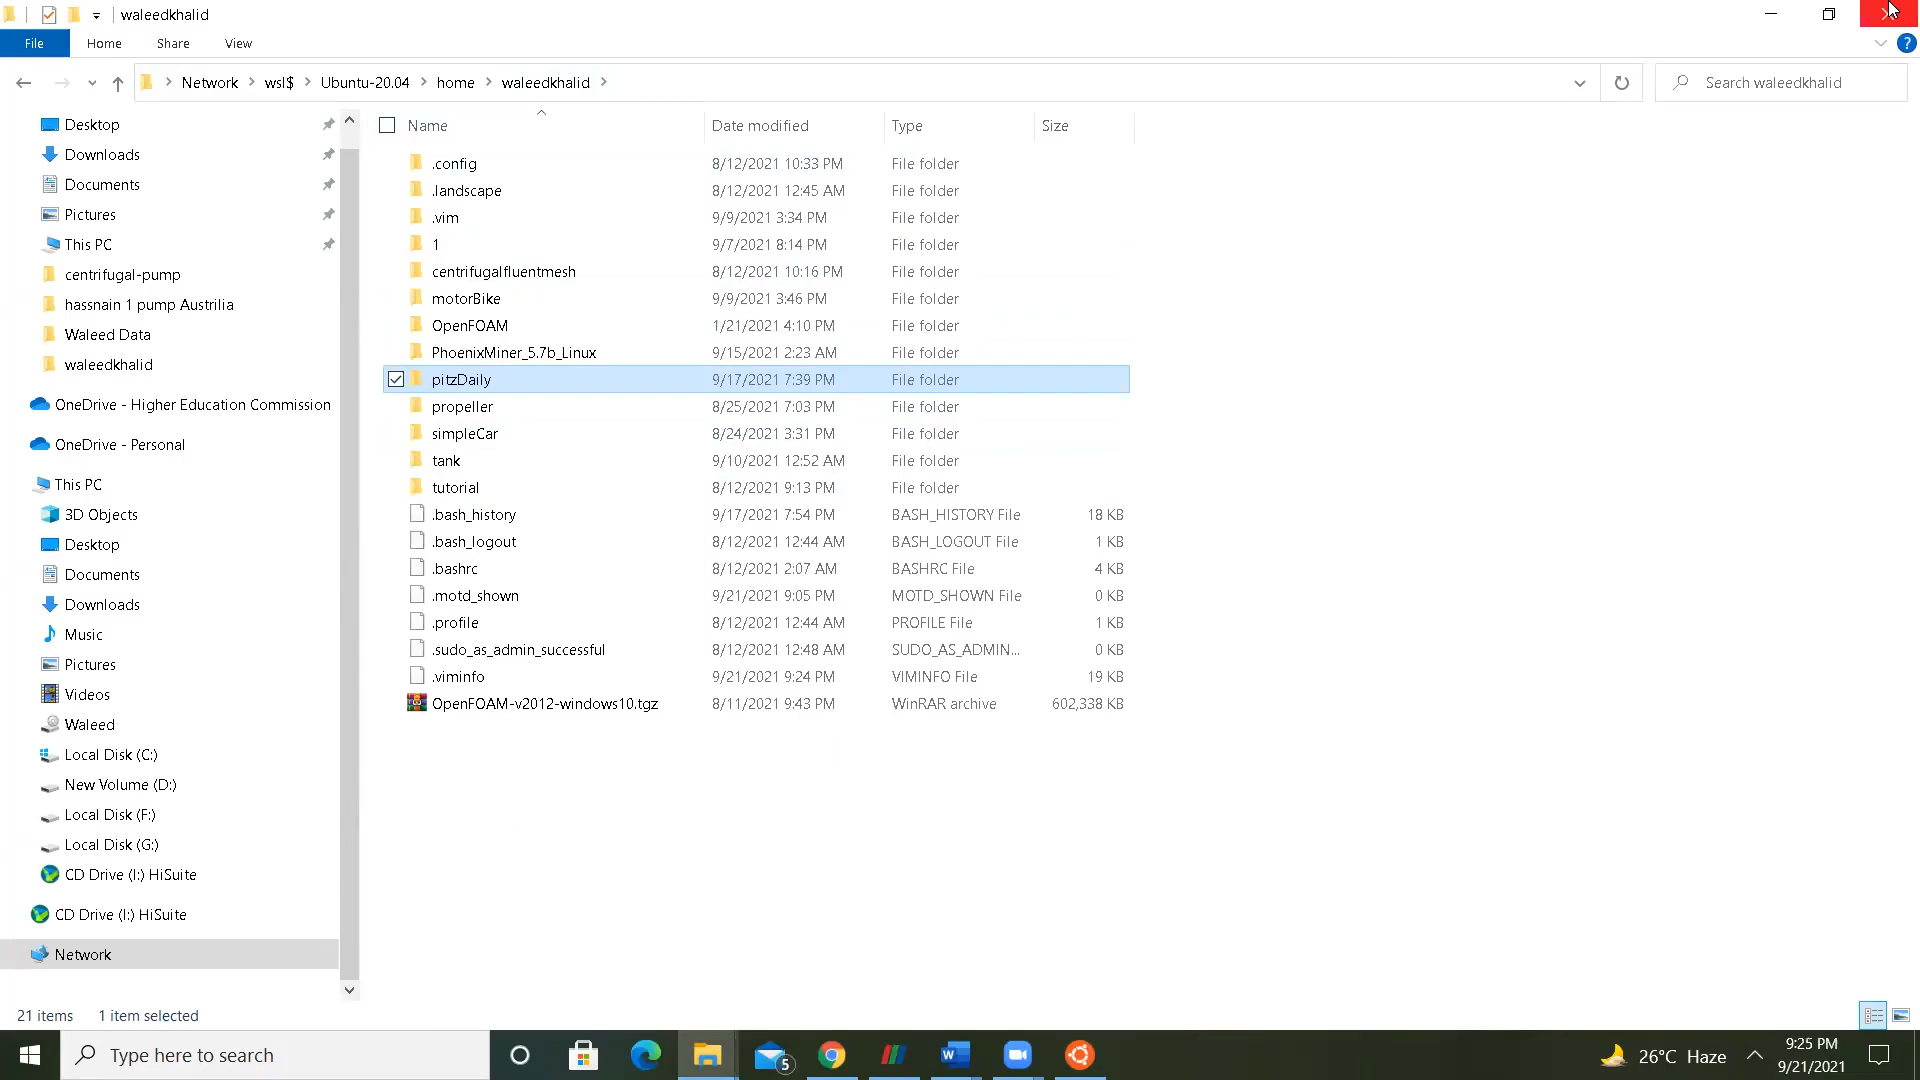 waleedkhalid
File Home Share View
Network wsl$ Ubuntu-20.04 home waleedkhalid
Search waleedkhalid
Desktop
Downloads
Documents
Pictures
This PC
centrifugal-pump
hassnain 1 pump Austrilia
Waleed Data
waleedkhalid
OneDrive - Higher Education Commission
OneDrive - Personal
This PC
3D Objects
Desktop
Documents
Downloads
Music
Pictures
Videos
Waleed
Local Disk (C:)
New Volume (D:)
Local Disk (F:)
Local Disk (G:)
CD Drive (I:) HiSuite
CD Drive (I:) HiSuite
Network
Name Date modified Type Size
.config 8/12/2021 10:33 PM File folder
.landscape 8/12/2021 12:45 AM File folder
.vim 9/9/2021 3:34 PM File folder
1 9/7/2021 8:14 PM File folder
centrifugalfluentmesh 8/12/2021 10:16 PM File folder
motorBike 9/9/2021 3:46 PM File folder
OpenFOAM 1/21/2021 4:10 PM File folder
PhoenixMiner_5.7b_Linux 9/15/2021 2:23 AM File folder
pitzDaily 9/17/2021 7:39 PM File folder
propeller 8/25/2021 7:03 PM File folder
simpleCar 8/24/2021 3:31 PM File folder
tank 9/10/2021 12:52 AM File folder
tutorial 8/12/2021 9:13 PM File folder
.bash_history 9/17/2021 7:54 PM BASH_HISTORY File 18 KB
.bash_logout 8/12/2021 12:44 AM BASH_LOGOUT File 1 KB
.bashrc 8/12/2021 2:07 AM BASHRC File 4 KB
.motd_shown 9/21/2021 9:05 PM MOTD_SHOWN File 0 KB
.profile 8/12/2021 12:44 AM PROFILE File 1 KB
.sudo_as_admin_successful 8/12/2021 12:48 AM SUDO_AS_ADMIN... 0 KB
.viminfo 9/21/2021 9:24 PM VIMINFO File 19 KB
OpenFOAM-v2012-windows10.tgz 8/11/2021 9:43 PM WinRAR archive 602,338 KB
21 items 1 item selected
Type here to search
5
26°C Haze
9:25 PM
9/21/2021